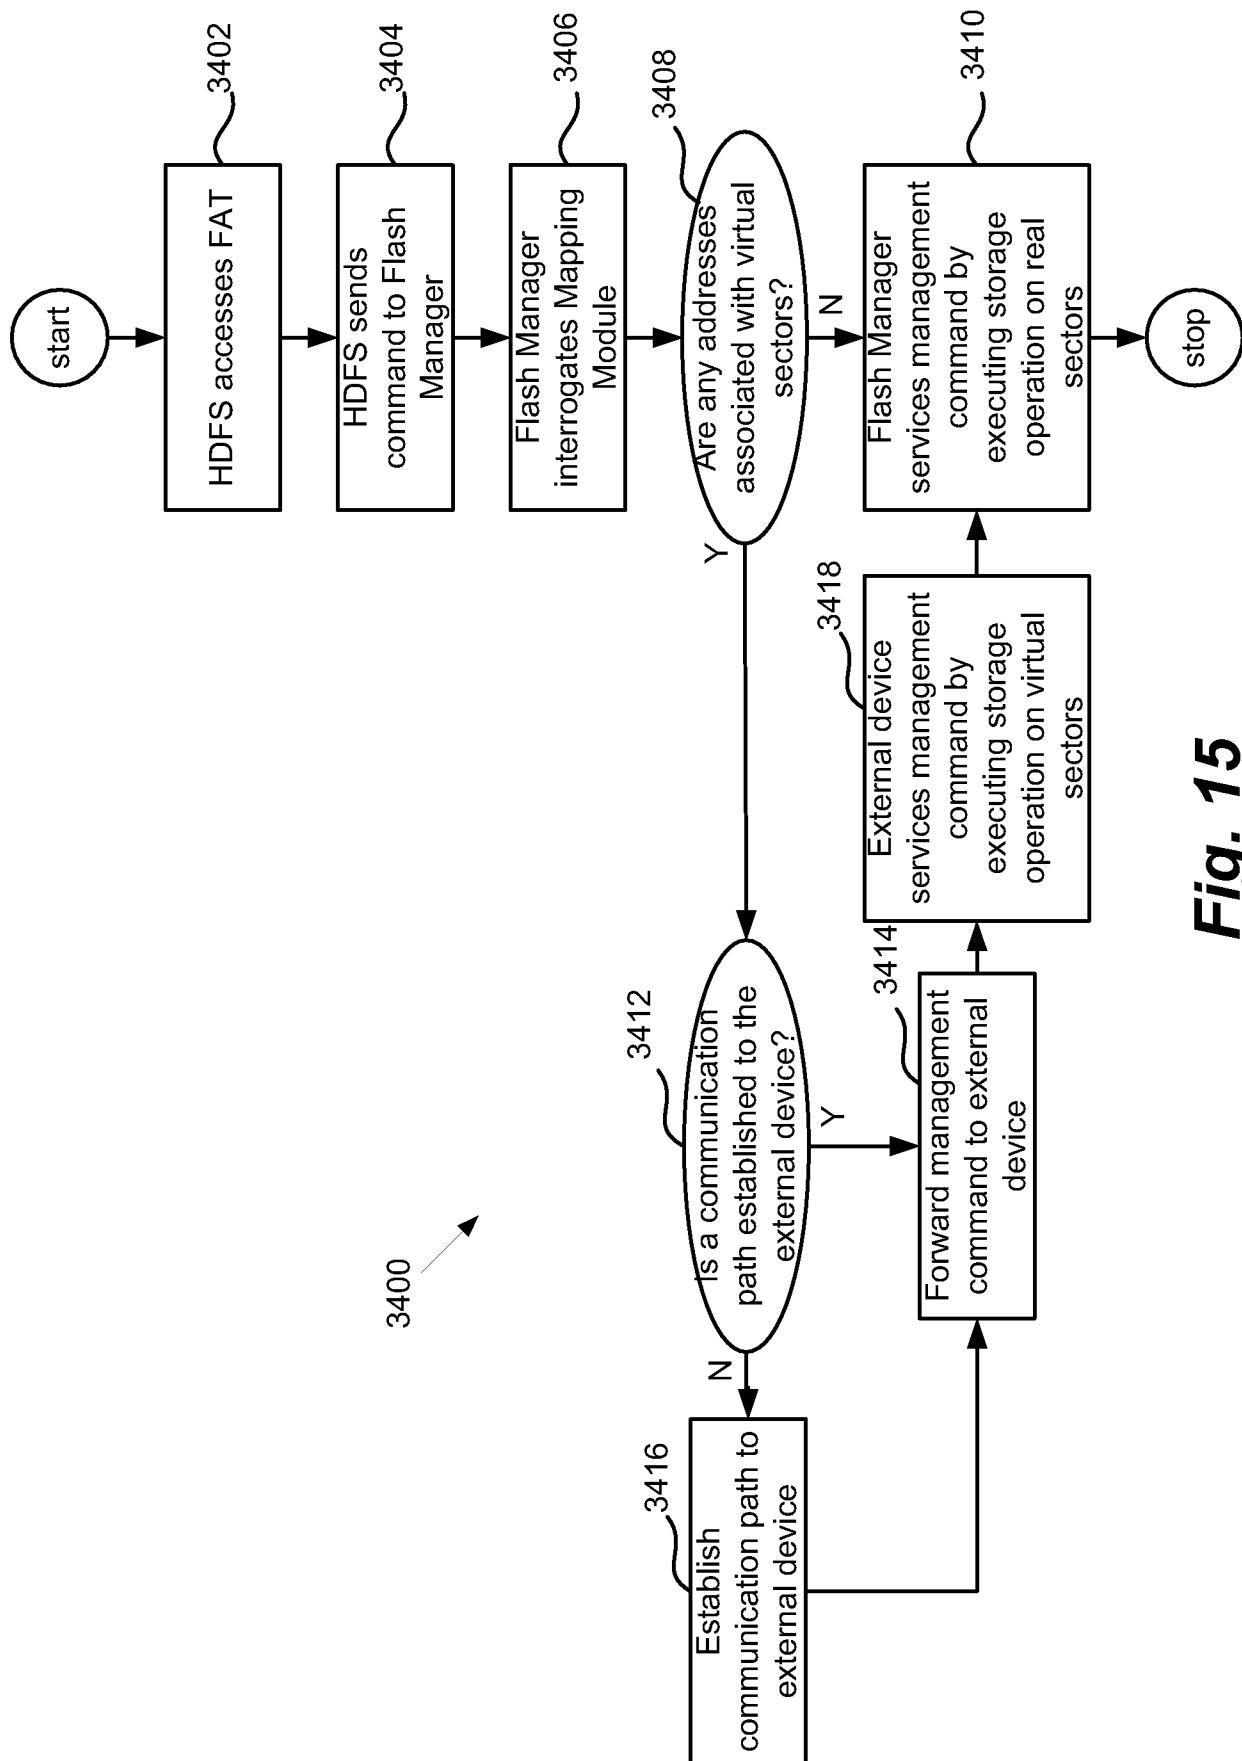 start
3402
HDFS accesses FAT
3404
HDFS sends
command to Flash
Manager
3406
Flash Manager
interrogates Mapping
Module
3408
Are any addresses
associated with virtual
sectors?
Y
N
3410
Flash Manager
services management
command by
executing storage
operation on real
sectors
stop
3400
3412
Is a communication
path established to the
external device?
N
Y
3416
Establish
communication path to
external device
3414
Forward management
command to external
device
3418
External device
services management
command by
executing storage
operation on virtual
sectors
Fig. 15